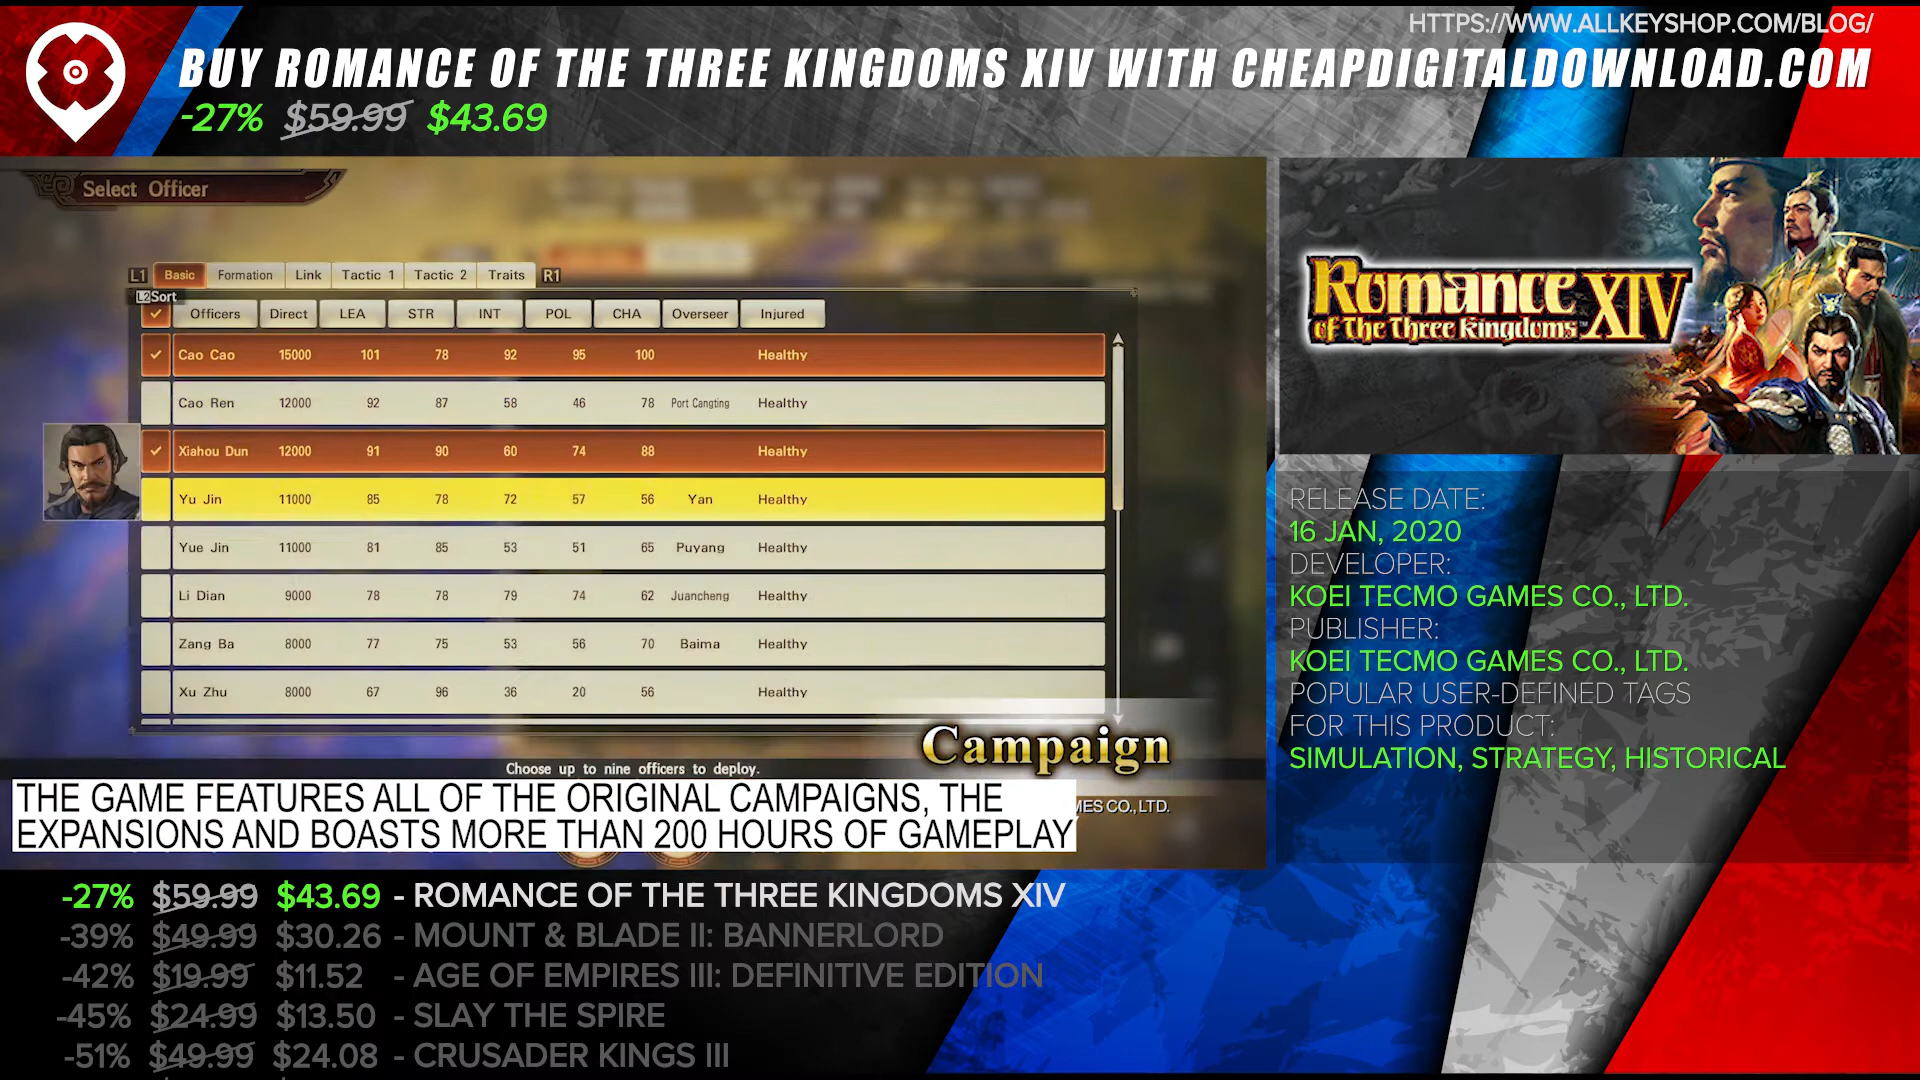 HTTPS://WWW.ALLKEYSHOP.COM/BLOG/
BUY ROMANCE OF THE THREE KINGDOMS XIV WITH CHEAPDIGITALDOWNLOAD.COM
-27% $59.99 $43.69
Select Officer
L1 Basic Formation Link Tactic 1 Tactic 2 Traits R1
L2 Sort
Officers Direct LEA STR INT POL CHA Overseer Injured
Cao Cao 15000 101 78 92 95 100 Healthy
Cao Ren 12000 92 87 58 46 78 Port Cangting Healthy
Xiahou Dun 12000 91 90 60 74 88 Healthy
Yu Jin 11000 85 78 72 57 56 Yan Healthy
Yue Jin 11000 81 85 53 51 65 Puyang Healthy
Li Dian 9000 78 78 79 74 62 Juancheng Healthy
Zang Ba 8000 77 75 53 56 70 Baima Healthy
Xu Zhu 8000 67 96 36 20 56 Healthy
Campaign
Choose up to nine officers to deploy.
MES CO., LTD.
THE GAME FEATURES ALL OF THE ORIGINAL CAMPAIGNS, THE
EXPANSIONS AND BOASTS MORE THAN 200 HOURS OF GAMEPLAY
Romance XIV
of The Three Kingdoms
RELEASE DATE:
16 JAN, 2020
DEVELOPER:
KOEI TECMO GAMES CO., LTD.
PUBLISHER:
KOEI TECMO GAMES CO., LTD.
POPULAR USER-DEFINED TAGS
FOR THIS PRODUCT:
SIMULATION, STRATEGY, HISTORICAL
-27% $59.99 $43.69 - ROMANCE OF THE THREE KINGDOMS XIV
-39% $49.99 $30.26 - MOUNT & BLADE II: BANNERLORD
-42% $19.99 $11.52 - AGE OF EMPIRES III: DEFINITIVE EDITION
-45% $24.99 $13.50 - SLAY THE SPIRE
-51% $49.99 $24.08 - CRUSADER KINGS III